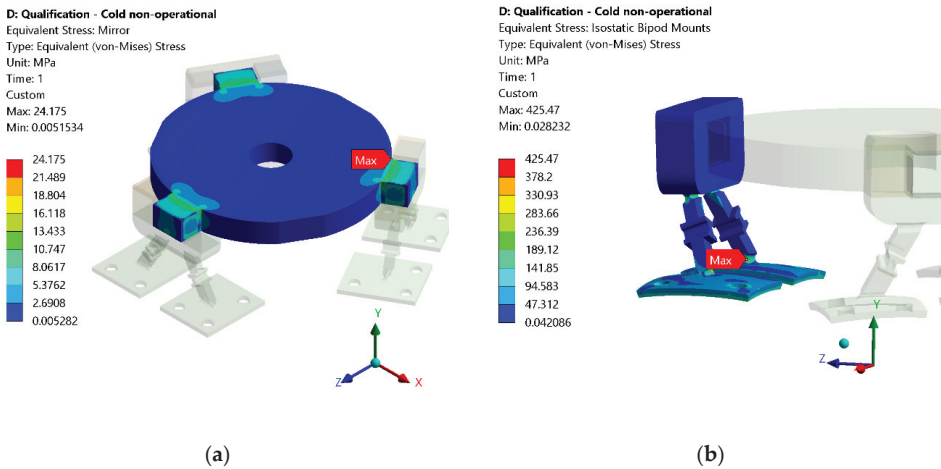 D: Qualification - Cold non-operational
Equivalent Stress: Mirror
Type: Equivalent (von-Mises) Stress
Unit: MPa
Time: 1
Custom
Max: 24.175
Min: 0.0051534
24.175
21.489
18.804
16.118
13.433
10.747
8.0617
5.3762
2.6908
0.005282
Max
Y
Z
X
(a)
D: Qualification - Cold non-operational
Equivalent Stress: Isostatic Bipod Mounts
Type: Equivalent (von-Mises) Stress
Unit: MPa
Time: 1
Custom
Max: 425.47
Min: 0.028232
425.47
378.2
330.93
283.66
236.39
189.12
141.85
94.583
47.312
0.042086
Max
Y
Z
(b)